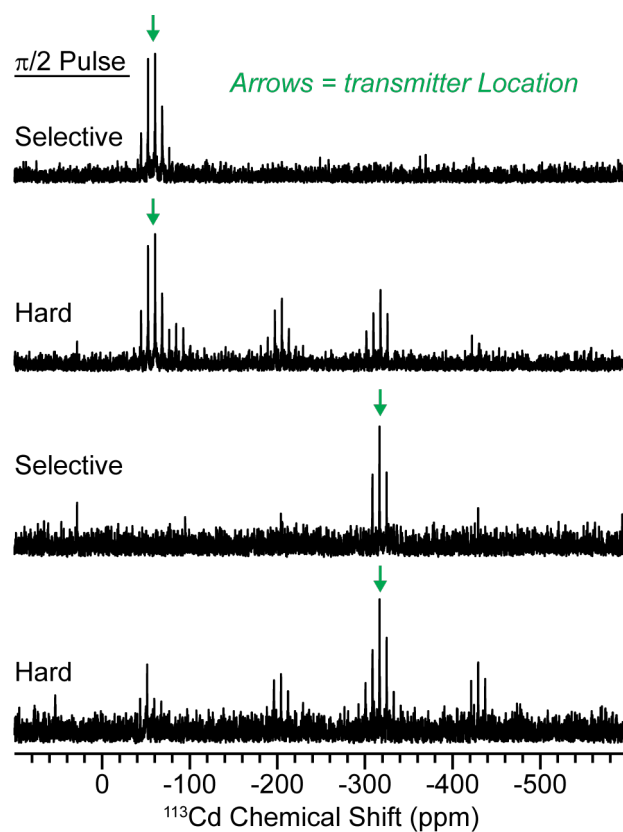 π/2 Pulse
Arrows = transmitter Location
Selective
Hard
Selective
Hard
0 -100 -200 -300 -400 -500
¹¹³Cd Chemical Shift (ppm)